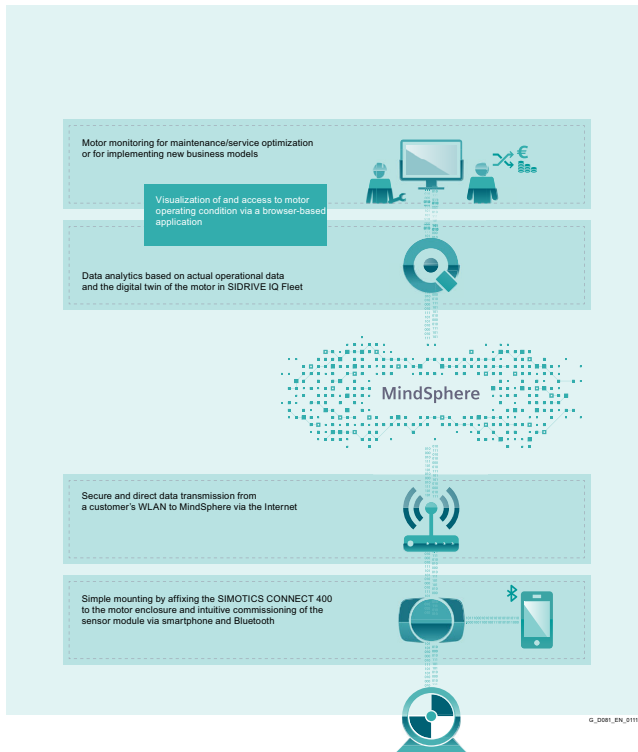 Motor monitoring for maintenance/service optimization
or for implementing new business models
€
Visualization of and access to motor
operating condition via a browser-based
application
Data analytics based on actual operational data
and the digital twin of the motor in SIDRIVE IQ Fleet
MindSphere
Secure and direct data transmission from
a customer's WLAN to MindSphere via the Internet
Simple mounting by affixing the SIMOTICS CONNECT 400
to the motor enclosure and intuitive commissioning of the
sensor module via smartphone and Bluetooth
G_D081_EN_0111